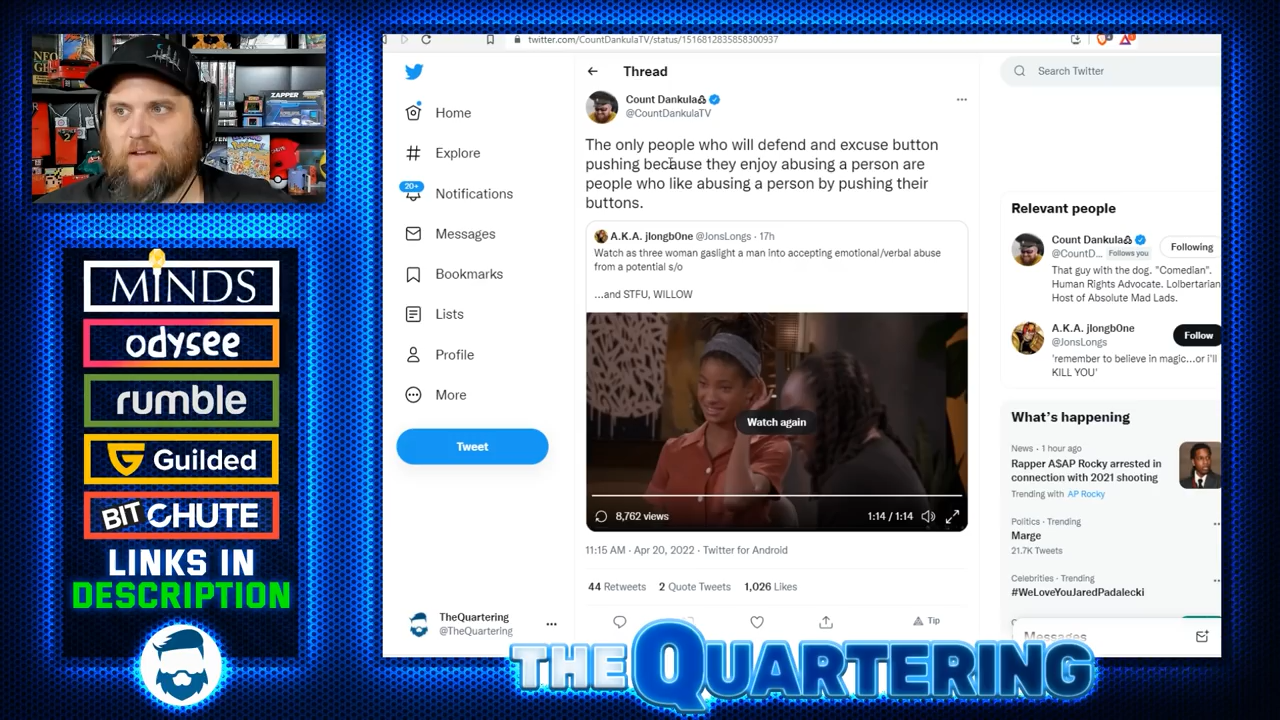 ZAPPER
MINDS
odysee
rumble
Guilded
BITCHUTE
LINKS IN
DESCRIPTION
twitter.com/CountDankulaTV/status/1516812835858300937
Home
Explore
20+
Notifications
Messages
Bookmarks
Lists
Profile
More
Tweet
TheQuartering
@TheQuartering
Thread
Count Dankula
@CountDankulaTV
The only people who will defend and excuse button
pushing because they enjoy abusing a person are
people who like abusing a person by pushing their
buttons.
A.K.A. jlongb0ne @JonsLongs · 17h
Watch as three woman gaslight a man into accepting emotional/verbal abuse
from a potential s/o
...and STFU, WILLOW
Watch again
8,762 views
1:14 / 1:14
11:15 AM · Apr 20, 2022 · Twitter for Android
44 Retweets 2 Quote Tweets 1,026 Likes
Tip
Search Twitter
Relevant people
Count Dankula
@CountD... Follows you
Following
That guy with the dog. "Comedian".
Human Rights Advocate. Lolbertarian
Host of Absolute Mad Lads.
A.K.A. jlongb0ne
@JonsLongs
Follow
'remember to believe in magic...or i'll
KILL YOU'
What's happening
News · 1 hour ago
Rapper A$AP Rocky arrested in
connection with 2021 shooting
Trending with AP Rocky
Politics · Trending
Marge
21.7K Tweets
Celebrities · Trending
#WeLoveYouJaredPadalecki
Messages
THE QUARTERING